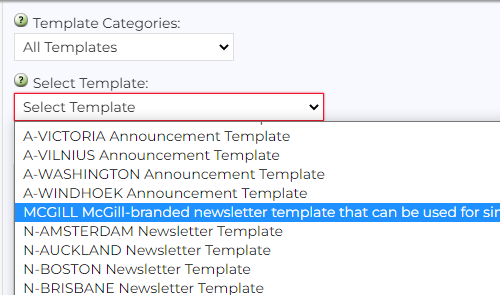 Template Categories:
All Templates
Select Template:
Select Template
A-VICTORIA Announcement Template
A-VILNIUS Announcement Template
A-WASHINGTON Announcement Template
A-WINDHOEK Announcement Template
MCGILL McGill-branded newsletter template that can be used for
N-AMSTERDAM Newsletter Template
N-AUCKLAND Newsletter Template
N-BOSTON Newsletter Template
N-BRISBANE Newsletter Template